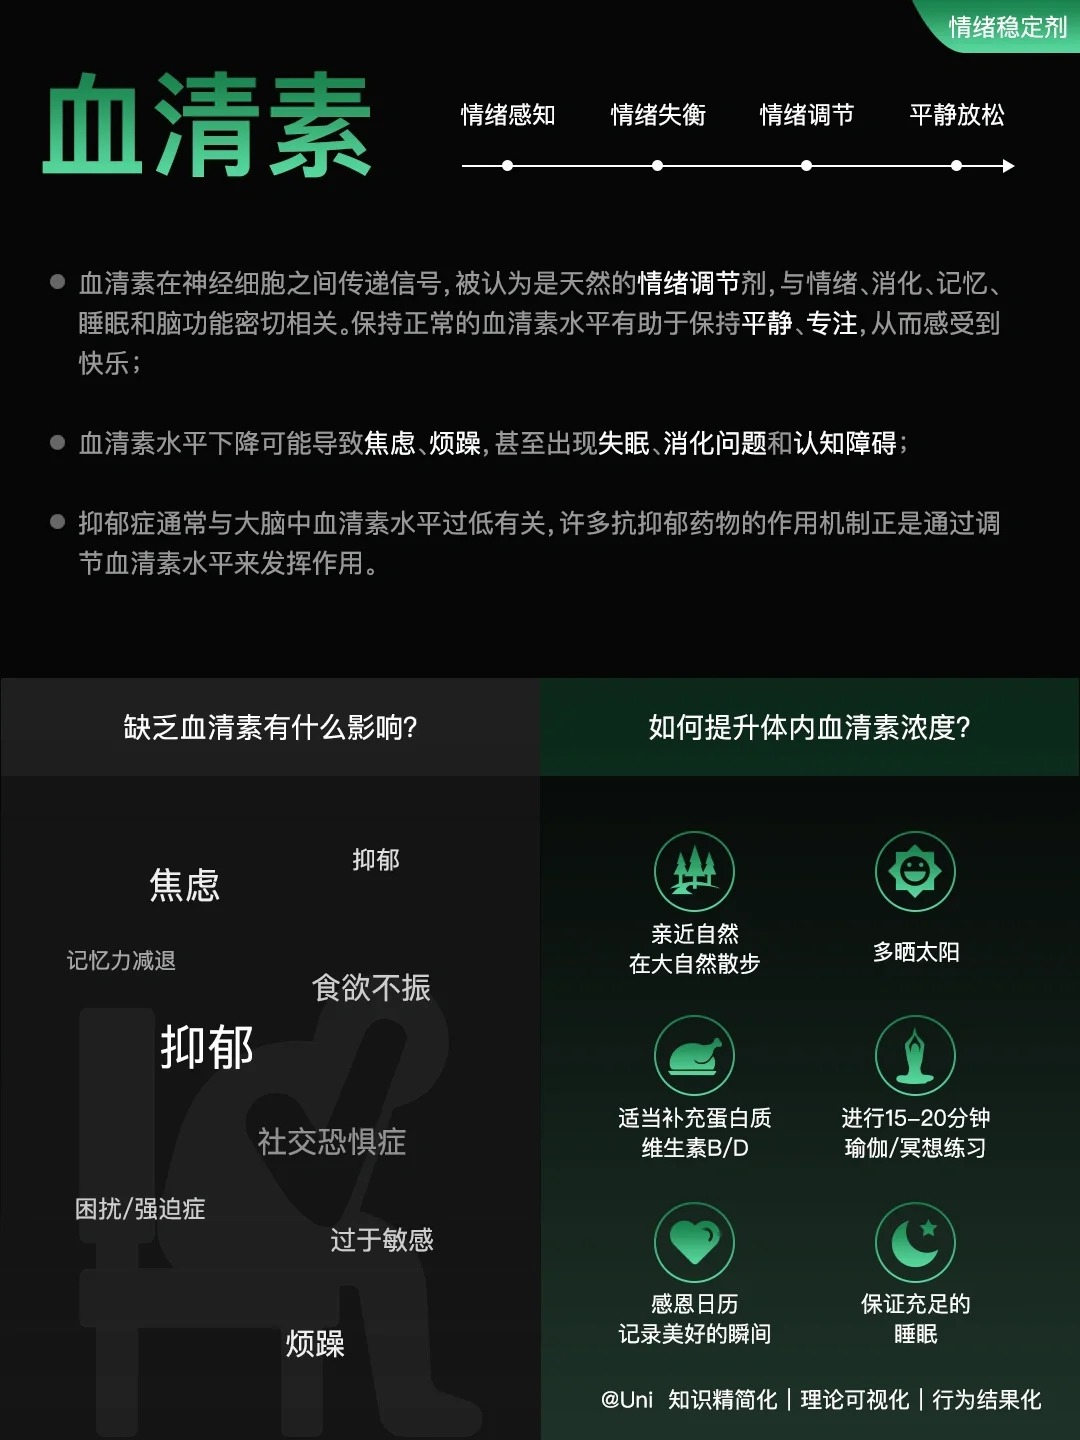 情绪稳定剂
血清素
情绪感知 情绪失衡 情绪调节 平静放松
血清素在神经细胞之间传递信号,被认为是天然的情绪调节剂,与情绪、消化、记忆、
睡眠和脑功能密切相关。保持正常的血清素水平有助于保持平静、专注,从而感受到
快乐；
血清素水平下降可能导致焦虑、烦躁,甚至出现失眠、消化问题和认知障碍；
抑郁症通常与大脑中血清素水平过低有关,许多抗抑郁药物的作用机制正是通过调
节血清素水平来发挥作用。
缺乏血清素有什么影响?
焦虑
抑郁
记忆力减退
食欲不振
抑郁
社交恐惧症
困扰/强迫症
过于敏感
烦躁
如何提升体内血清素浓度?
亲近自然
在大自然散步
多晒太阳
适当补充蛋白质
维生素B/D
进行15-20分钟
瑜伽/冥想练习
感恩日历
记录美好的瞬间
保证充足的
睡眠
@Uni 知识精简化｜理论可视化｜行为结果化